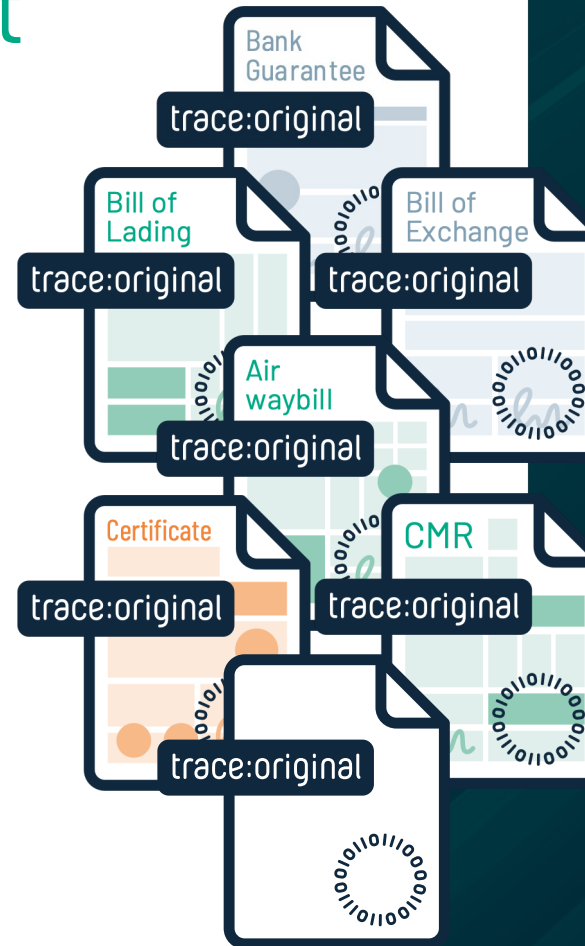 t
Bank
Guarantee
trace:original
Bill of
Lading
trace:original
Bill of
Exchange
trace:original
Air
waybill
trace:original
Certificate
trace:original
CMR
trace:original
trace:original